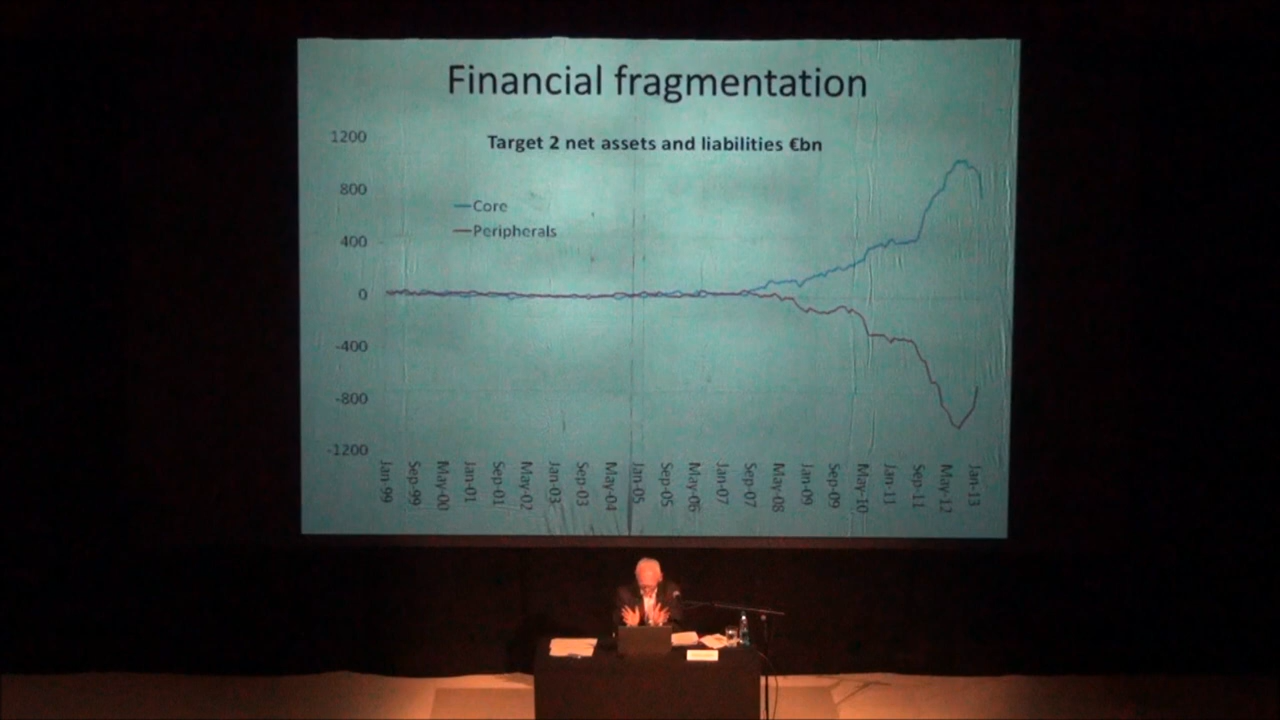 Financial fragmentation
Target 2 net assets and liabilities €bn
1200
800
400
0
-400
-800
-1200
Core
Peripherals
Jan-99
Sep-99
May-00
Jan-01
Sep-01
May-02
Jan-03
Sep-03
May-04
Jan-05
Sep-05
May-06
Jan-07
Sep-07
May-08
Jan-09
Sep-09
May-10
Jan-11
Sep-11
May-12
Jan-13